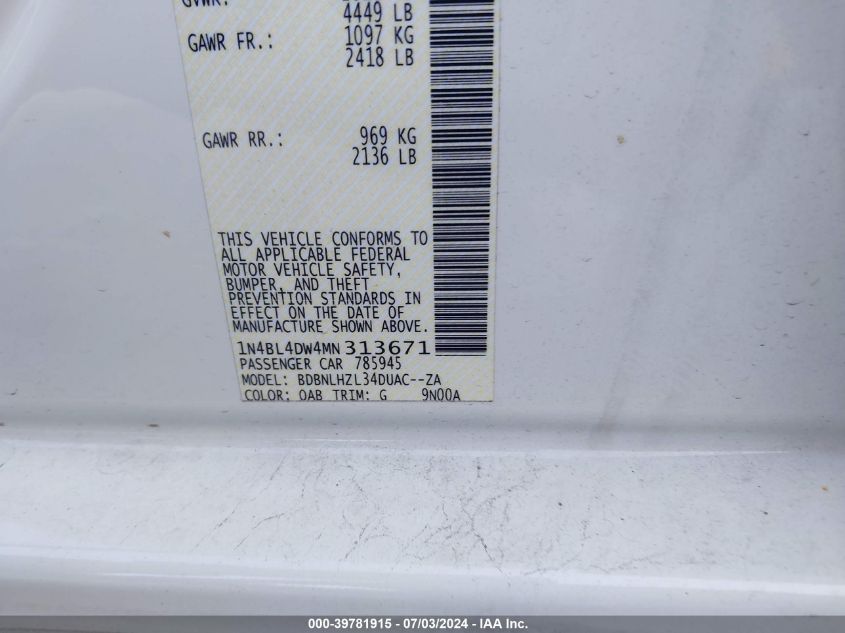 GVWR:
4449 LB
GAWR FR.: 1097 KG
2418 LB
GAWR RR.: 969 KG
2136 LB
THIS VEHICLE CONFORMS TO
ALL APPLICABLE FEDERAL
MOTOR VEHICLE SAFETY,
BUMPER, AND THEFT
PREVENTION STANDARDS IN
EFFECT ON THE DATE OF
MANUFACTURE SHOWN ABOVE.
1N4BL4DW4MN313671
PASSENGER CAR 785945
MODEL: BDBNLHZL34DUAC--ZA
COLOR: QAB TRIM: G 9N00A
000-39781915 - 07/03/2024 - IAA Inc.